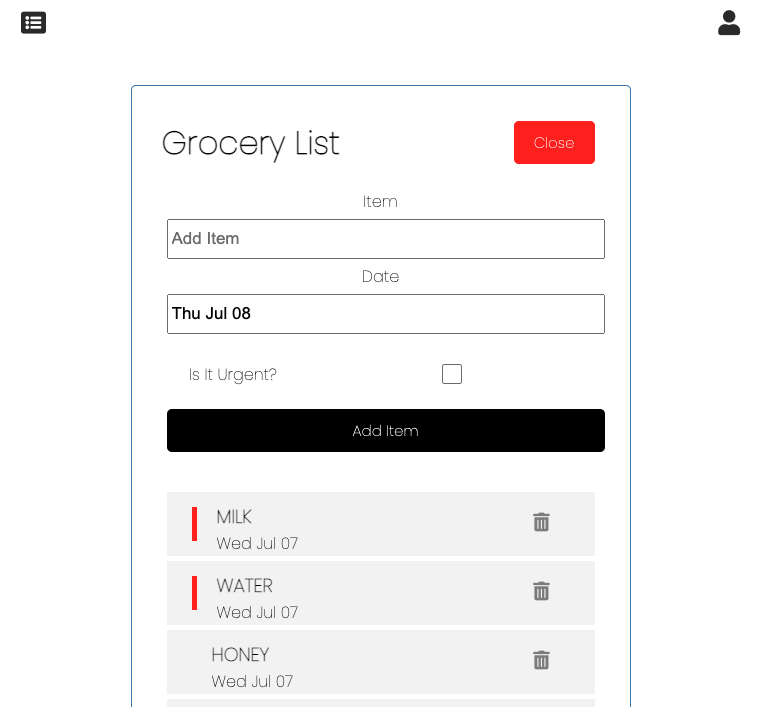 Grocery List
Close
Item
Add Item
Date
Thu Jul 08
Is It Urgent?
Add Item
MILK
Wed Jul 07
WATER
Wed Jul 07
HONEY
Wed Jul 07